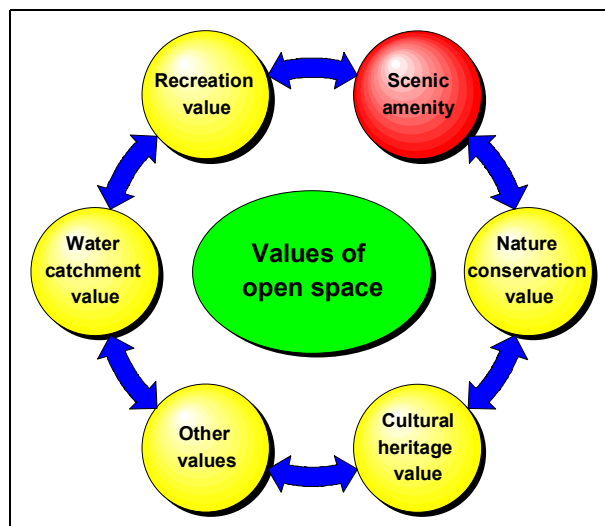 Recreation
value
Scenic
amenity
Water
catchment
value
Values of
open space
Nature
conservation
value
Other
values
Cultural
heritage
value